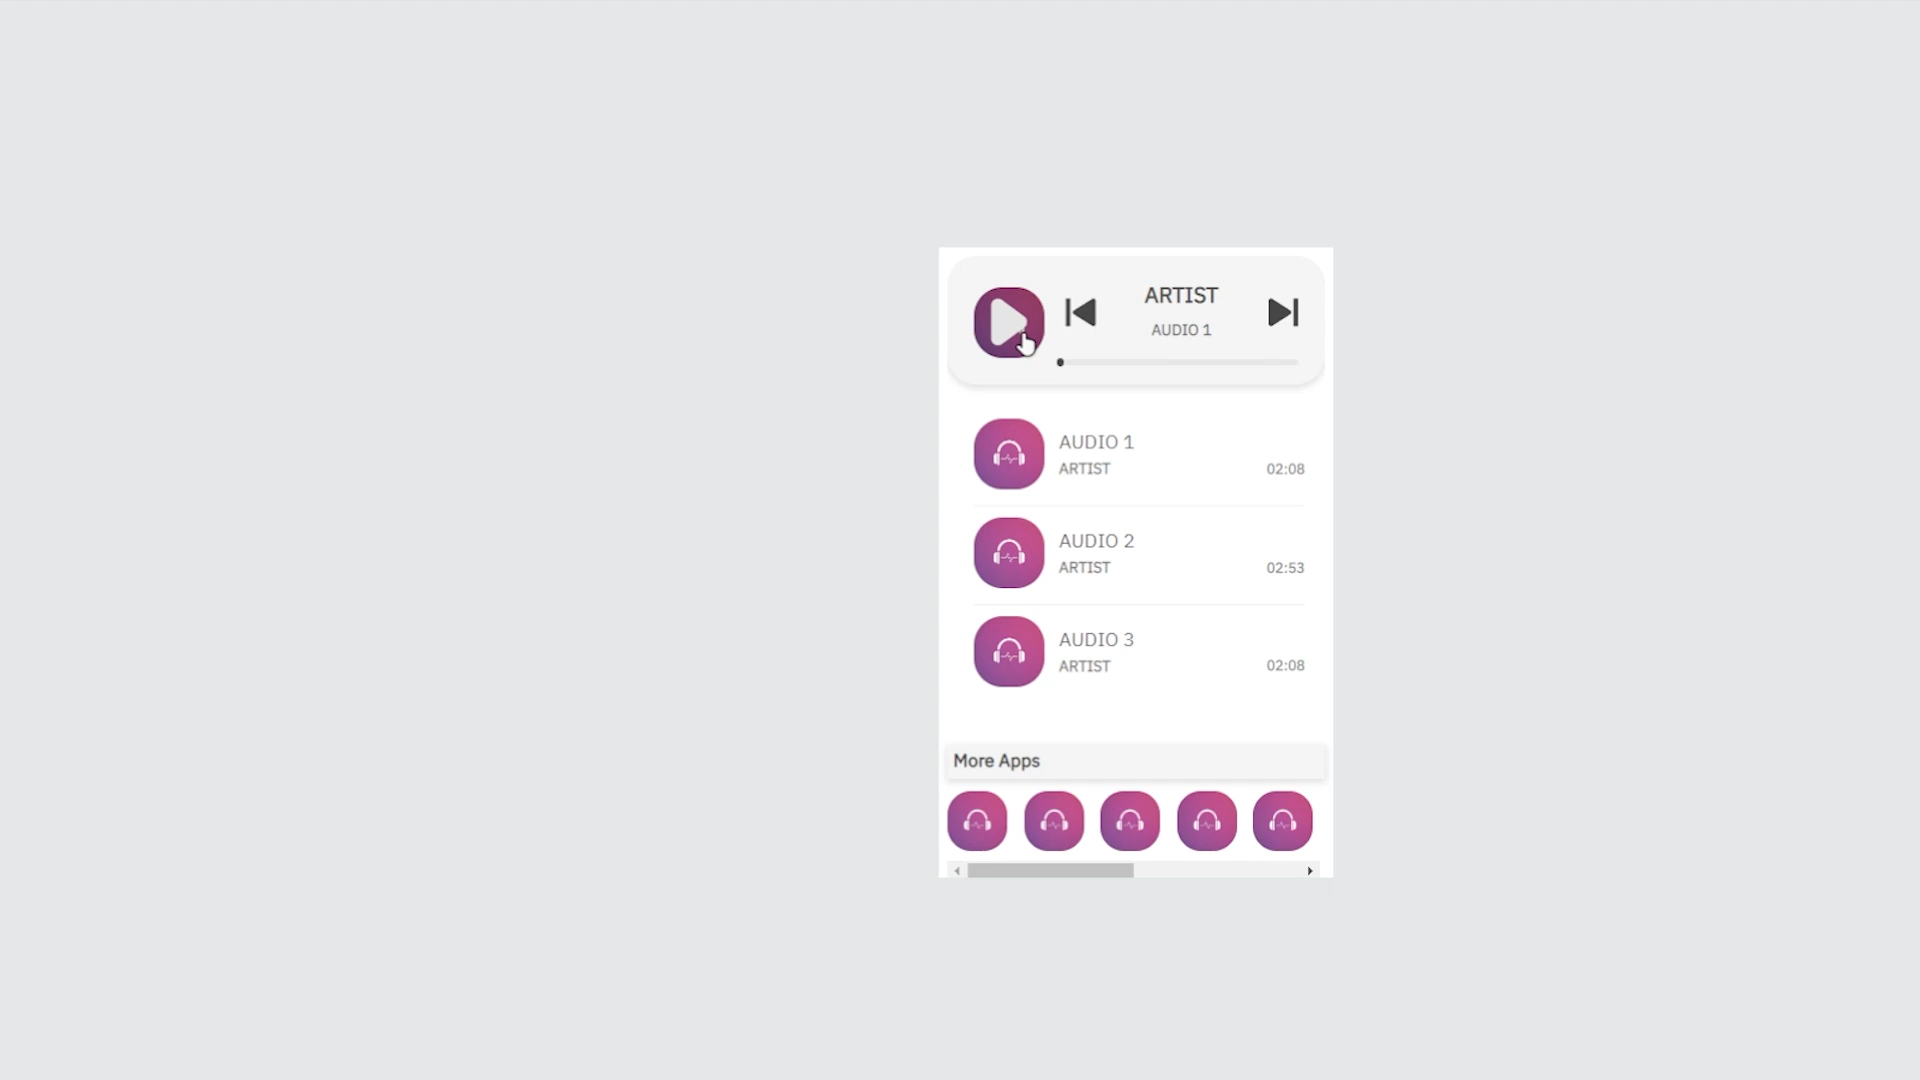 ARTIST
AUDIO 1
AUDIO 1
ARTIST
02:08
AUDIO 2
ARTIST
02:53
AUDIO 3
ARTIST
02:08
More Apps